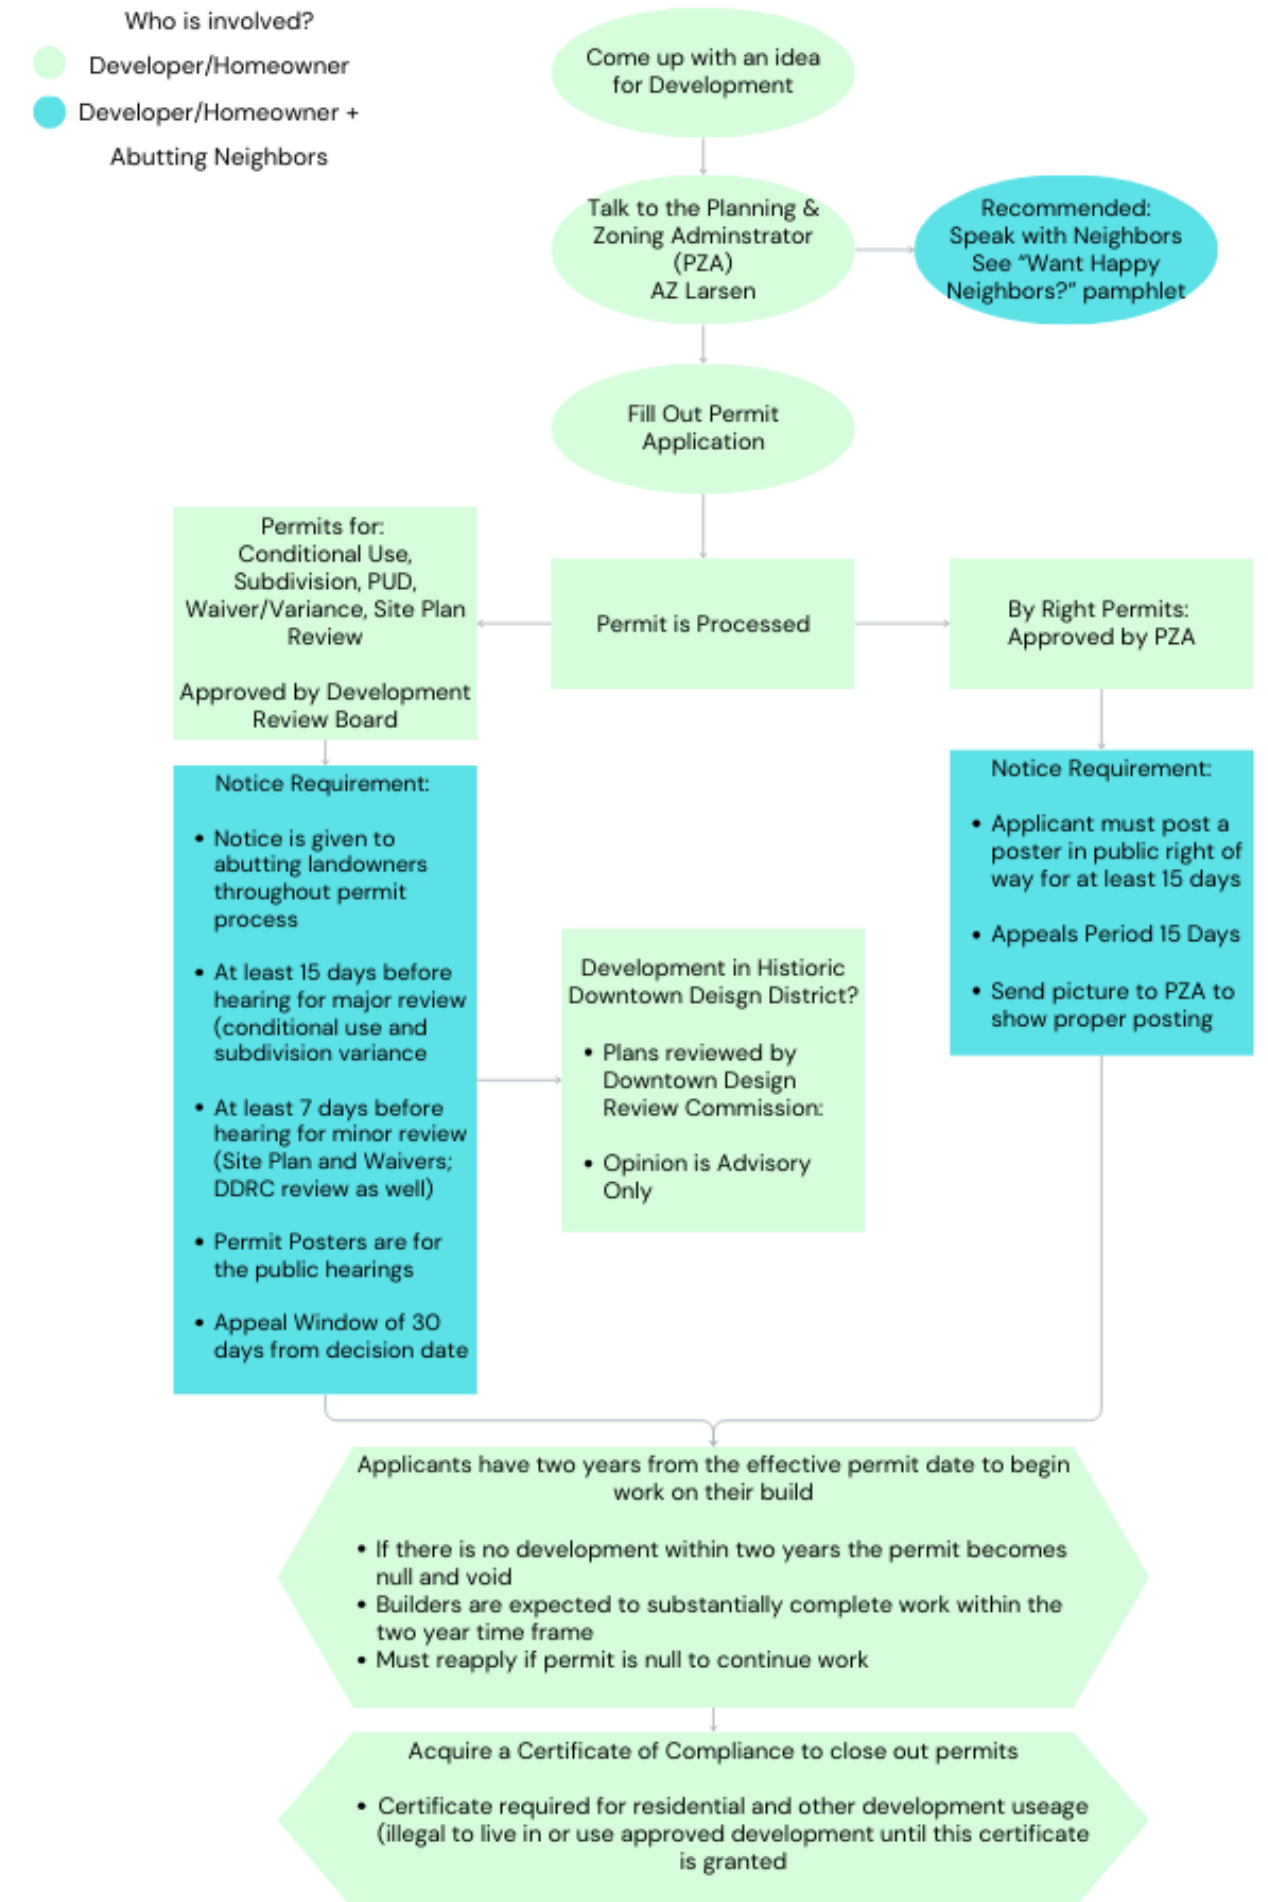 Who is involved?
Developer/Homeowner
Developer/Homeowner +
Abutting Neighbors
Come up with an idea
for Development
Talk to the Planning &
Zoning Adminstrator
(PZA)
AZ Larsen
Recommended:
Speak with Neighbors
See “Want Happy
Neighbors?” pamphlet
Fill Out Permit
Application
Permit is Processed
Permits for:
Conditional Use,
Subdivision, PUD,
Waiver/Variance, Site Plan
Review
Approved by Development
Review Board
By Right Permits:
Approved by PZA
Notice Requirement:
• Notice is given to
abutting landowners
throughout permit
process
• At least 15 days before
hearing for major review
(conditional use and
subdivision variance
• At least 7 days before
hearing for minor review
(Site Plan and Waivers;
DDRC review as well)
• Permit Posters are for
the public hearings
• Appeal Window of 30
days from decision date
Development in Histioric
Downtown Deisgn District?
• Plans reviewed by
Downtown Design
Review Commission:
• Opinion is Advisory
Only
Notice Requirement:
• Applicant must post a
poster in public right of
way for at least 15 days
• Appeals Period 15 Days
• Send picture to PZA to
show proper posting
Applicants have two years from the effective permit date to begin
work on their build
• If there is no development within two years the permit becomes
null and void
• Builders are expected to substantially complete work within the
two year time frame
• Must reapply if permit is null to continue work
Acquire a Certificate of Compliance to close out permits
• Certificate required for residential and other development useage
(illegal to live in or use approved development until this certificate
is granted